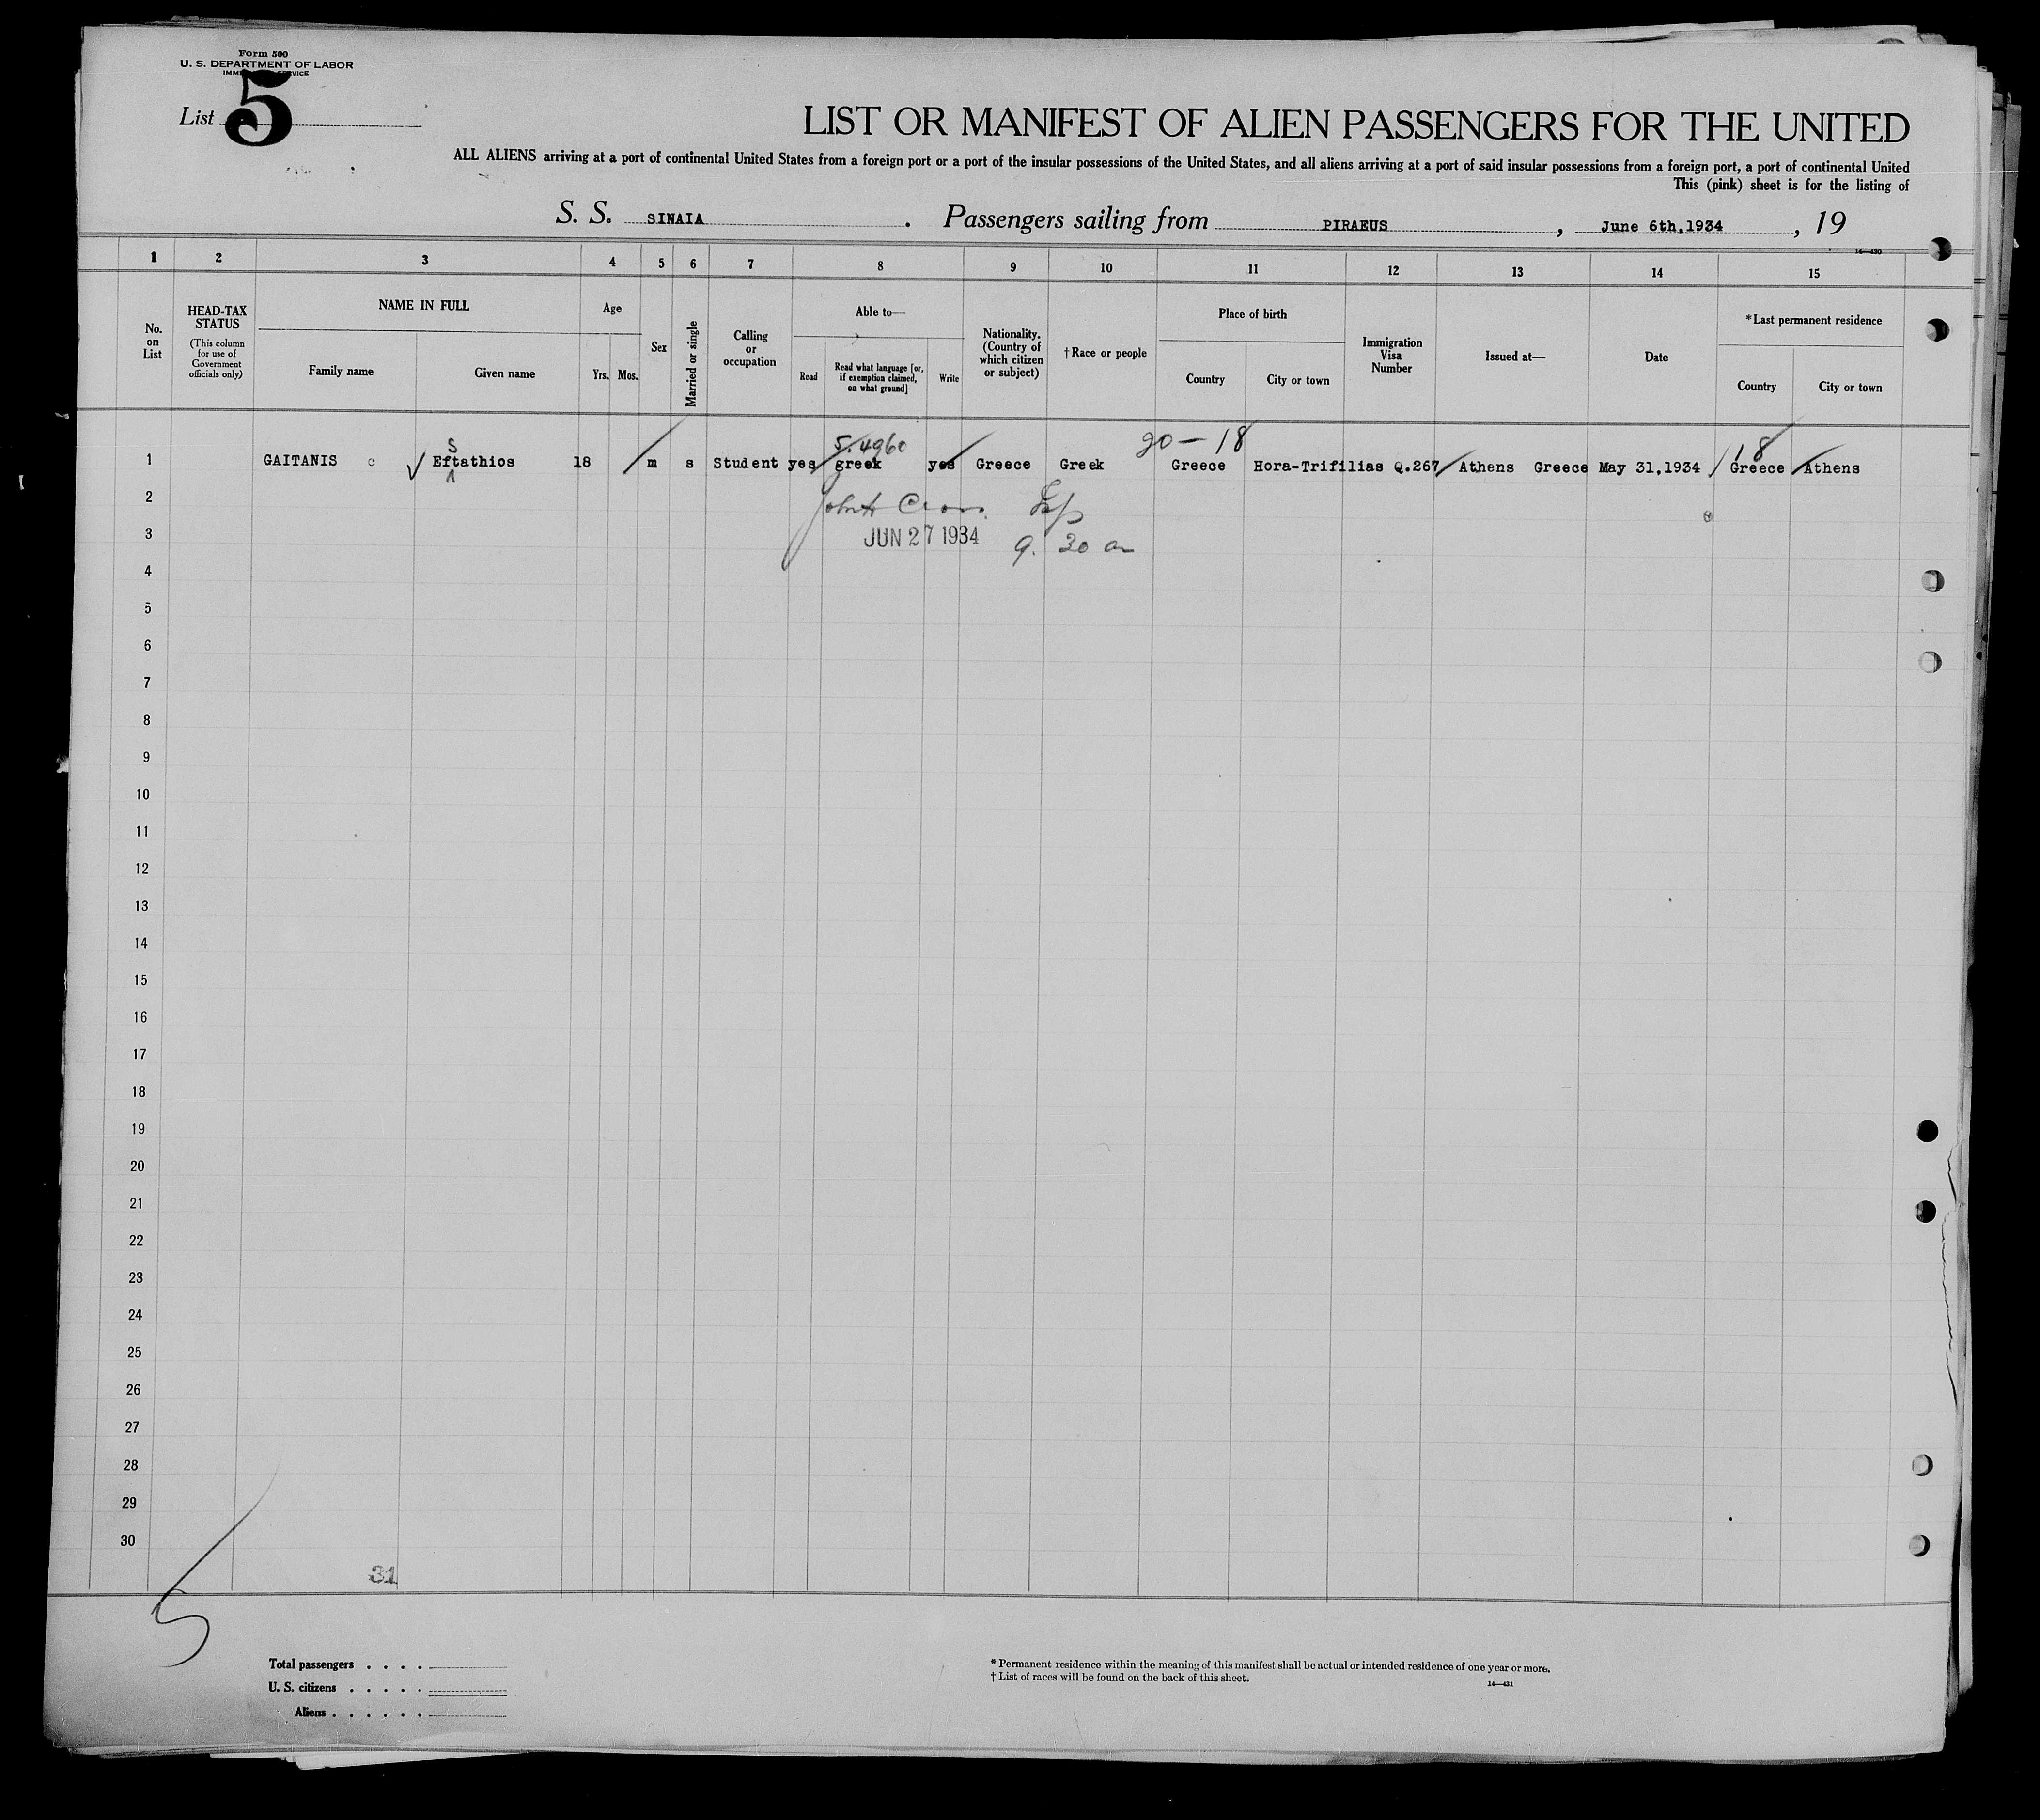 Form 500
U. S. DEPARTMENT OF LABOR
List 5
LIST OR MANIFEST OF ALIEN PASSENGERS FOR THE UNITED
ALL ALIENS arriving at a port of continental United States from a foreign port or a port of the insular possessions of the United States, and all aliens arriving at a port of said insular possessions from a foreign port, a port of continental United
This (pink) sheet is for the listing of
S. S. SINAIA . Passengers sailing from PIRAEUS , June 6th,1934 , 19
14—430
1 2 3 4 5 6 7 8 9 10 11 12 13 14 15
No. on List
HEAD-TAX STATUS
(This column for use of Government officials only)
NAME IN FULL
Family name
Given name
Age
Yrs. Mos.
Sex
Married or single
Calling or occupation
Able to—
Read
Read what language [or, if exemption claimed, on what ground]
Write
Nationality. (Country of which citizen or subject)
†Race or people
Place of birth
Country
City or town
Immigration Visa Number
Issued at—
Date
*Last permanent residence
Country
City or town
S 5.4960 20 — 18 18
1 GAITANIS c Eftathios 18 m s Student yes greek yes Greece Greek Greece Hora-Trifilias Q.267 Athens Greece May 31,1934 Greece Athens
2
3 JUN 27 1934 9. 30 am
4
5
6
7
8
9
10
11
12
13
14
15
16
17
18
19
20
21
22
23
24
25
26
27
28
29
30
31
5
Total passengers . . . .
U. S. citizens . . . . .
Aliens . . . . . .
* Permanent residence within the meaning of this manifest shall be actual or intended residence of one year or more.
† List of races will be found on the back of this sheet.
14—431